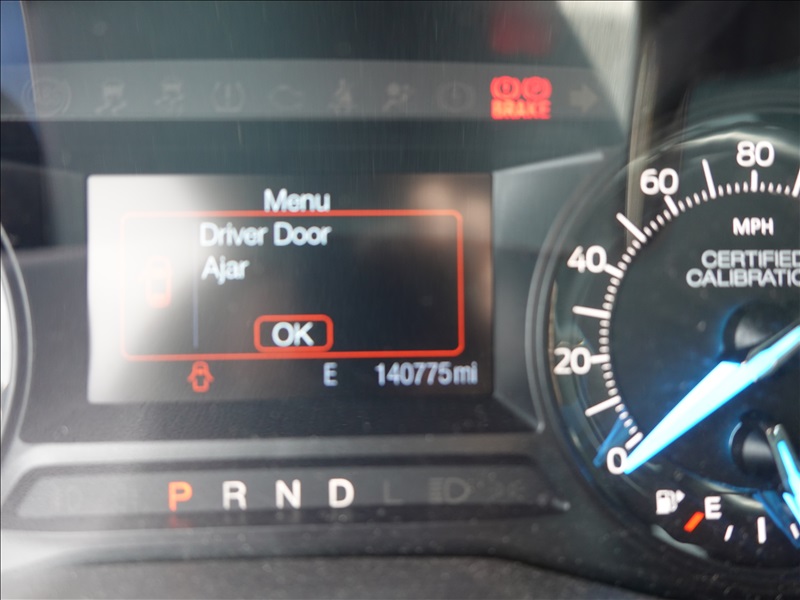 BRAKE
Menu
Driver Door
Ajar
OK
E 140775mi
P R N D L
80
60
MPH
40
CERTIFIED
CALIBRATIO
20
0
E